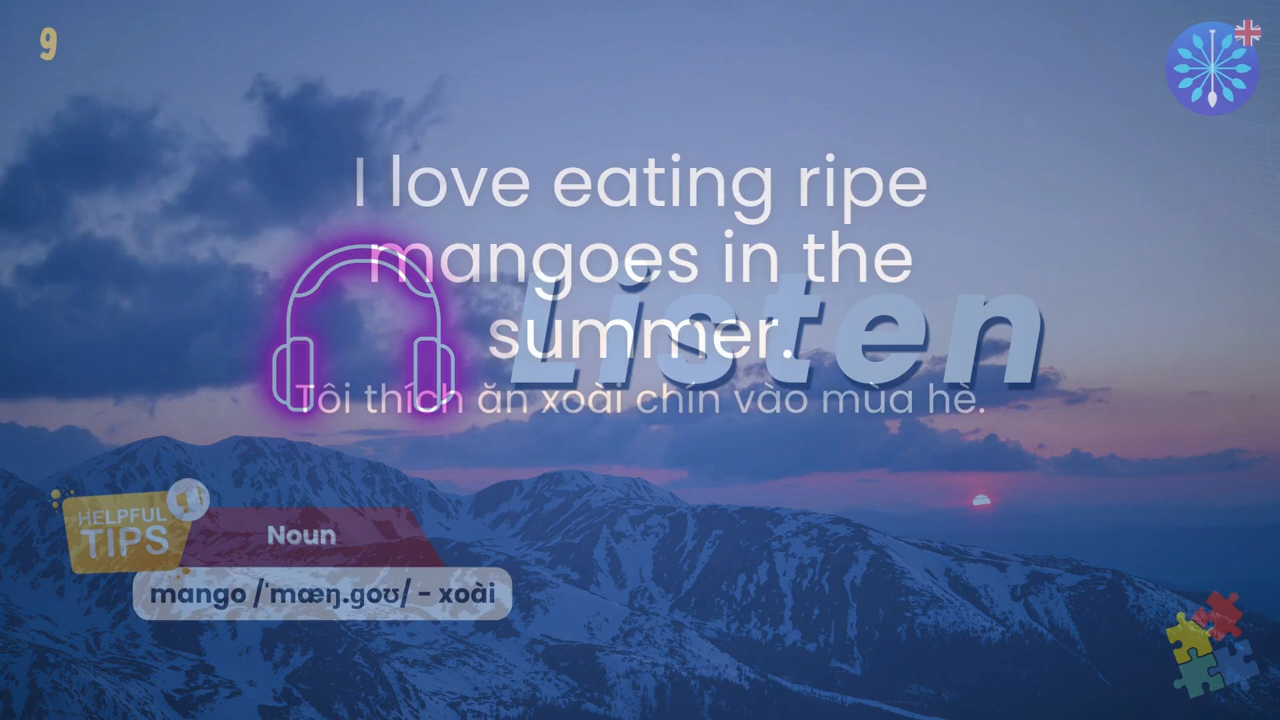 9
I love eating ripe
mangoes in the
summer.
Listen
Tôi thích ăn xoài chín vào mùa hè.
HELPFUL
TIPS
Noun
mango /ˈmæŋ.goʊ/ - xoài